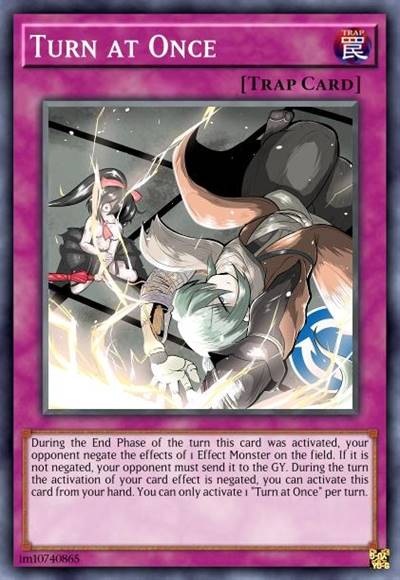 Turn at Once
TRAP
罠
[Trap Card]
During the End Phase of the turn this card was activated, your
opponent negate the effects of 1 Effect Monster on the field. If it
is not negated, your opponent must send it to the GY. During the turn
the activation of your card effect is negated, you can activate this
card from your hand. You can only activate 1 "Turn at Once" per turn.
im10740865